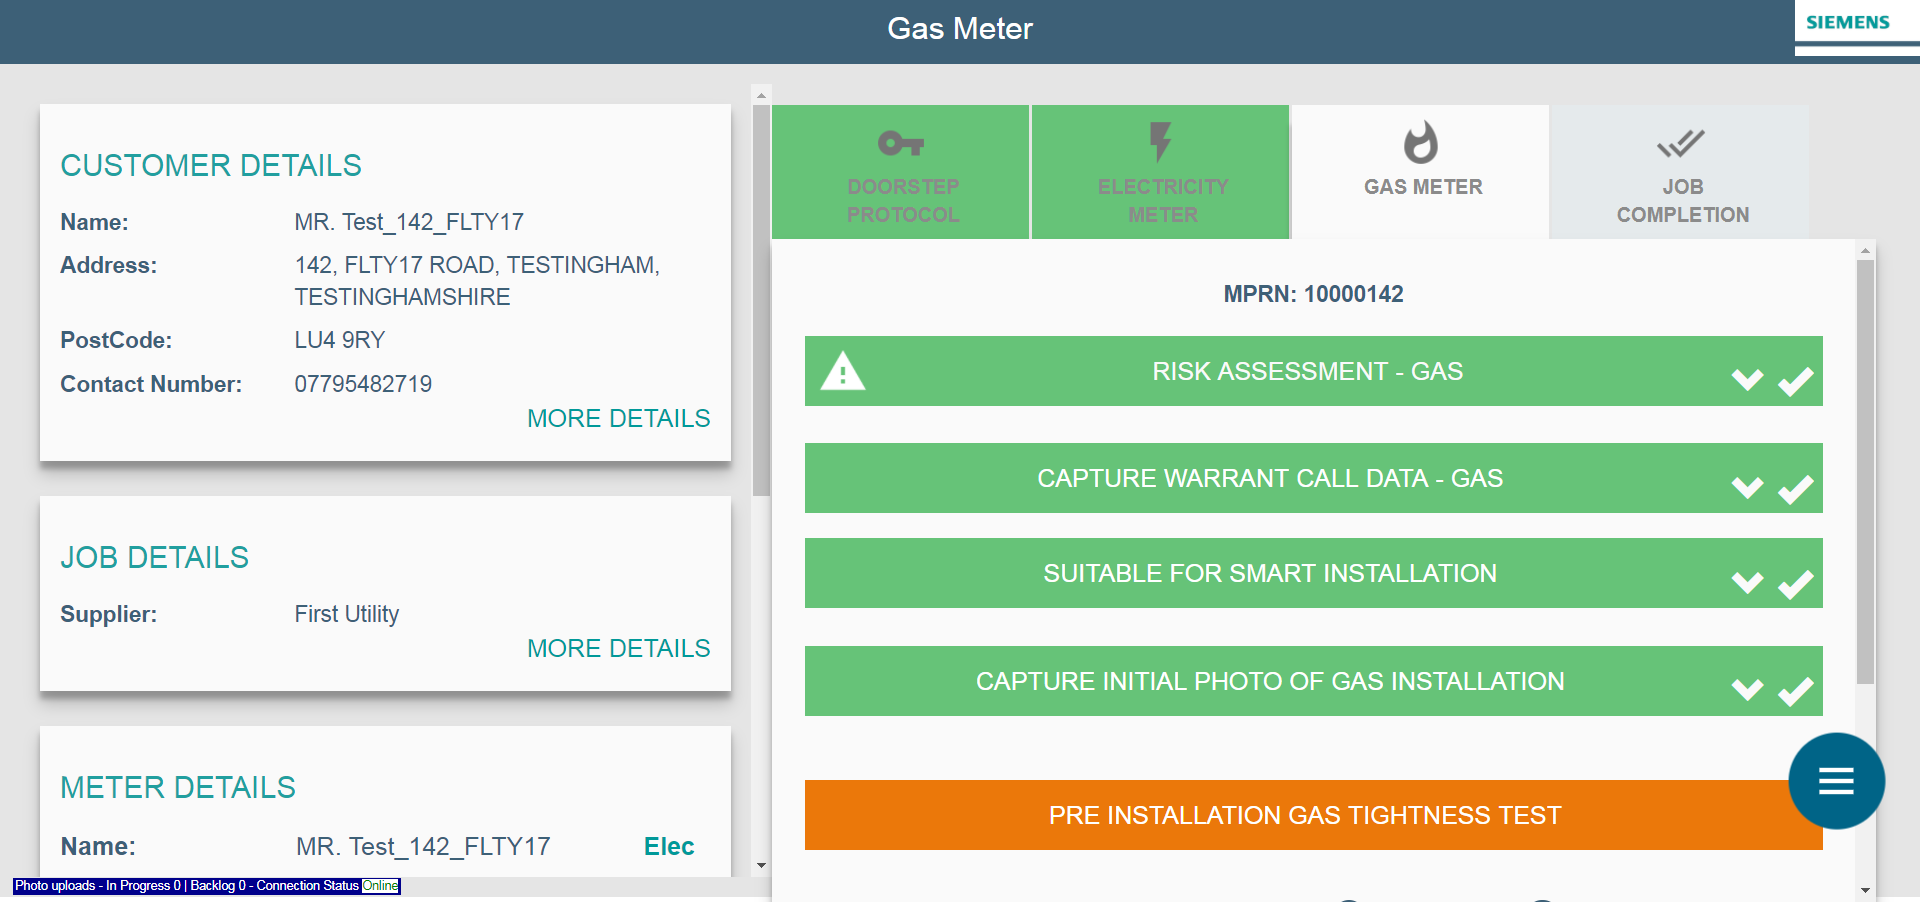 Gas Meter
SIEMENS
CUSTOMER DETAILS
Name: MR. Test_142_FLTY17
Address: 142, FLTY17 ROAD, TESTINGHAM,
TESTINGHAMSHIRE
PostCode: LU4 9RY
Contact Number: 07795482719
MORE DETAILS
JOB DETAILS
Supplier: First Utility
MORE DETAILS
METER DETAILS
Name: MR. Test_142_FLTY17 Elec
Photo uploads - In Progress 0 | Backlog 0 - Connection Status Online
DOORSTEP
PROTOCOL
ELECTRICITY
METER
GAS METER
JOB
COMPLETION
MPRN: 10000142
RISK ASSESSMENT - GAS
CAPTURE WARRANT CALL DATA - GAS
SUITABLE FOR SMART INSTALLATION
CAPTURE INITIAL PHOTO OF GAS INSTALLATION
PRE INSTALLATION GAS TIGHTNESS TEST